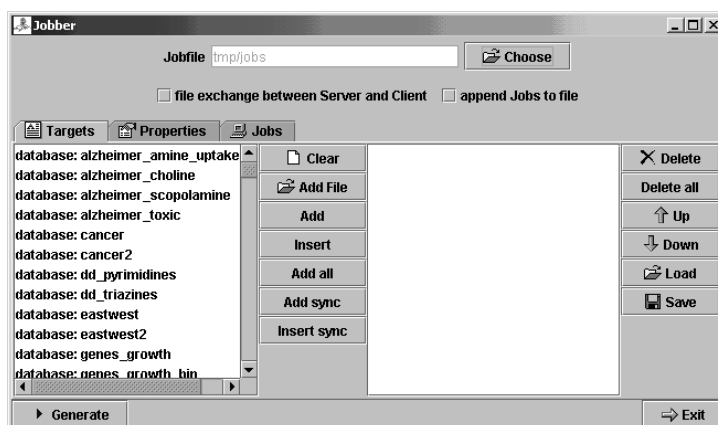 Jobber
Jobfile tmp/jobs Choose
file exchange between Server and Client append Jobs to file
Targets Properties Jobs
database: alzheimer_amine_uptake Clear Delete
database: alzheimer_choline
database: alzheimer_scopolamine Add File Delete all
database: alzheimer_toxic Add Up
database: cancer
database: cancer2 Insert Down
database: dd_pyrimidines Add all Load
database: dd_triazines Add sync Save
database: eastwest
database: eastwest2 Insert sync
database: genes_growth
database: genes_growth_bin
Generate Exit